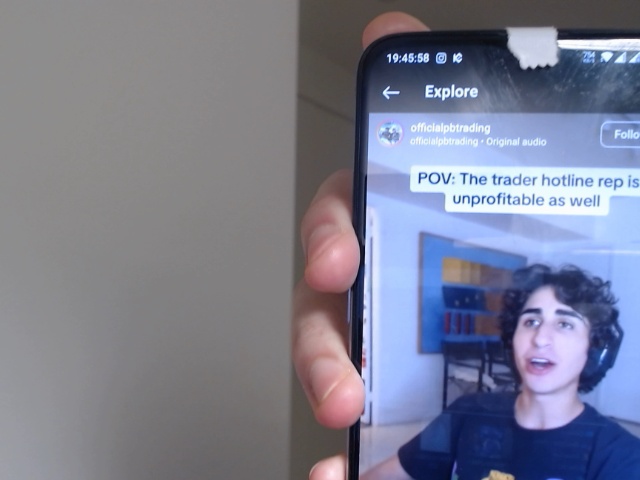 19:45:58
Explore
officialpbtrading
officialpbtrading • Original audio
Follo
POV: The trader hotline rep is
unprofitable as well